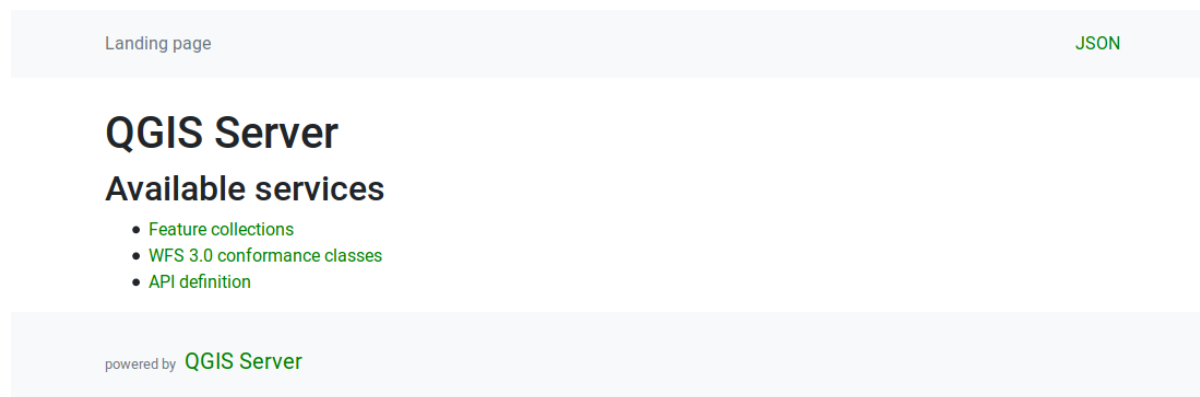 Landing page JSON
QGIS Server
Available services
Feature collections
WFS 3.0 conformance classes
API definition
powered by QGIS Server